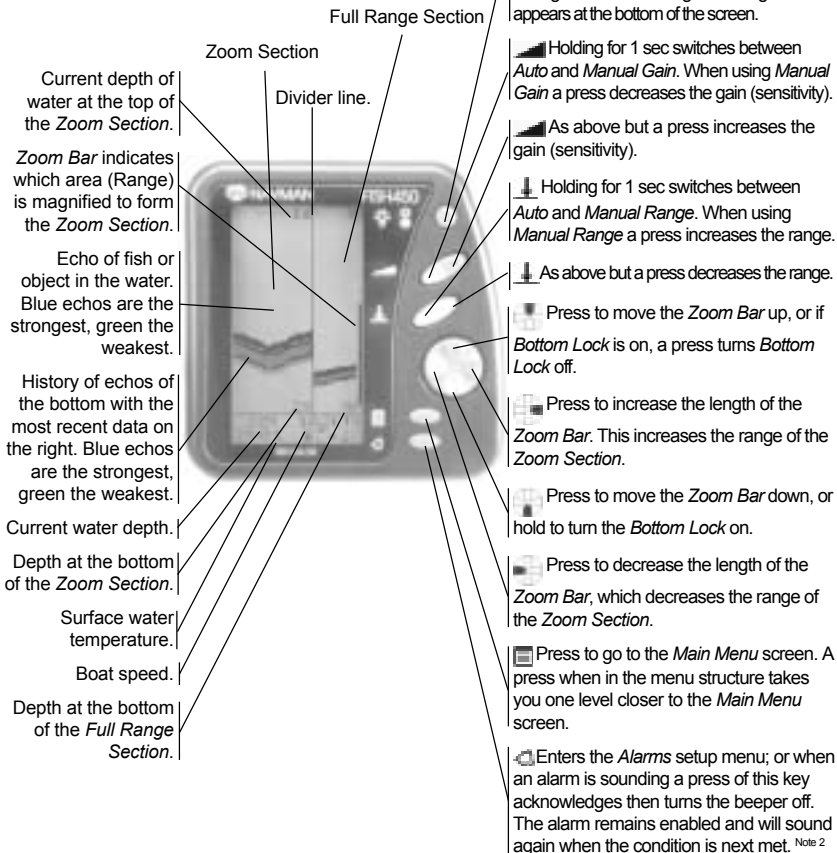 appears at the bottom of the screen.
Full Range Section
Zoom Section
Divider line.
Current depth of
water at the top of
the Zoom Section.
Zoom Bar indicates
which area (Range)
is magnified to form
the Zoom Section.
Echo of fish or
object in the water.
Blue echos are the
strongest, green the
weakest.
History of echos of
the bottom with the
most recent data on
the right. Blue echos
are the strongest,
green the weakest.
Current water depth.
Depth at the bottom
of the Zoom Section.
Surface water
temperature.
Boat speed.
Depth at the bottom
of the Full Range
Section.
NAVMAN
FISH450
Holding for 1 sec switches between
Auto and Manual Gain. When using Manual
Gain a press decreases the gain (sensitivity).
As above but a press increases the
gain (sensitivity).
Holding for 1 sec switches between
Auto and Manual Range. When using
Manual Range a press increases the range.
As above but a press decreases the range.
Press to move the Zoom Bar up, or if
Bottom Lock is on, a press turns Bottom
Lock off.
Press to increase the length of the
Zoom Bar. This increases the range of the
Zoom Section.
Press to move the Zoom Bar down, or
hold to turn the Bottom Lock on.
Press to decrease the length of the
Zoom Bar, which decreases the range of
the Zoom Section.
Press to go to the Main Menu screen. A
press when in the menu structure takes
you one level closer to the Main Menu
screen.
Enters the Alarms setup menu; or when
an alarm is sounding a press of this key
acknowledges then turns the beeper off.
The alarm remains enabled and will sound
again when the condition is next met. Note 2